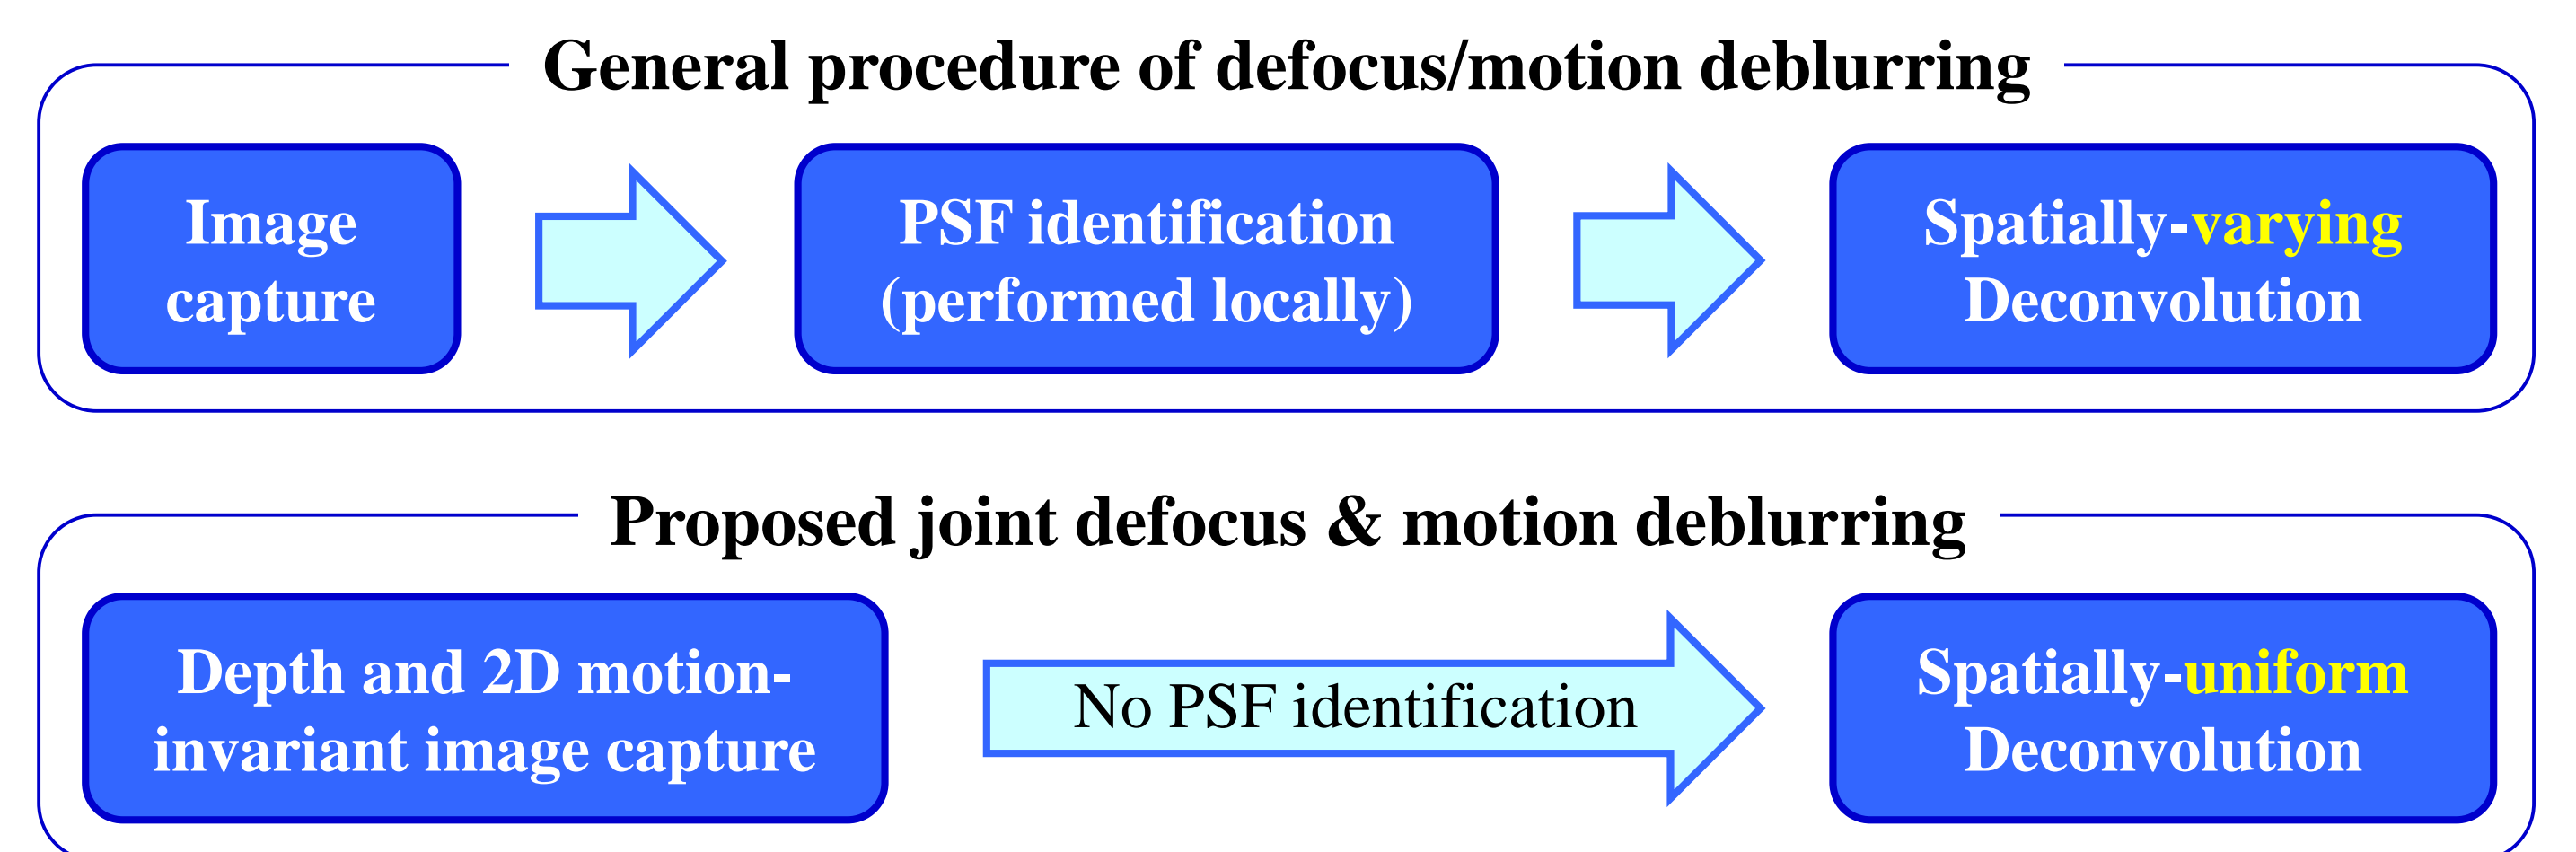 General procedure of defocus/motion deblurring
Image
capture
PSF identification
(performed locally)
Spatially-varying
Deconvolution
Proposed joint defocus & motion deblurring
Depth and 2D motion-
invariant image capture
No PSF identification
Spatially-uniform
Deconvolution